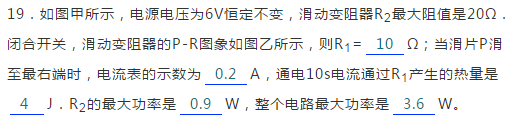 19．如图甲所示，电源电压为6V恒定不变，滑动变阻器R₂最大阻值是20Ω．
闭合开关，滑动变阻器的P-R图象如图乙所示，则R₁= 10 Ω；当滑片P滑
至最右端时，电流表的示数为 0.2 A，通电10s电流通过R₁产生的热量是
4 J．R₂的最大功率是 0.9 W，整个电路最大功率是 3.6 W。